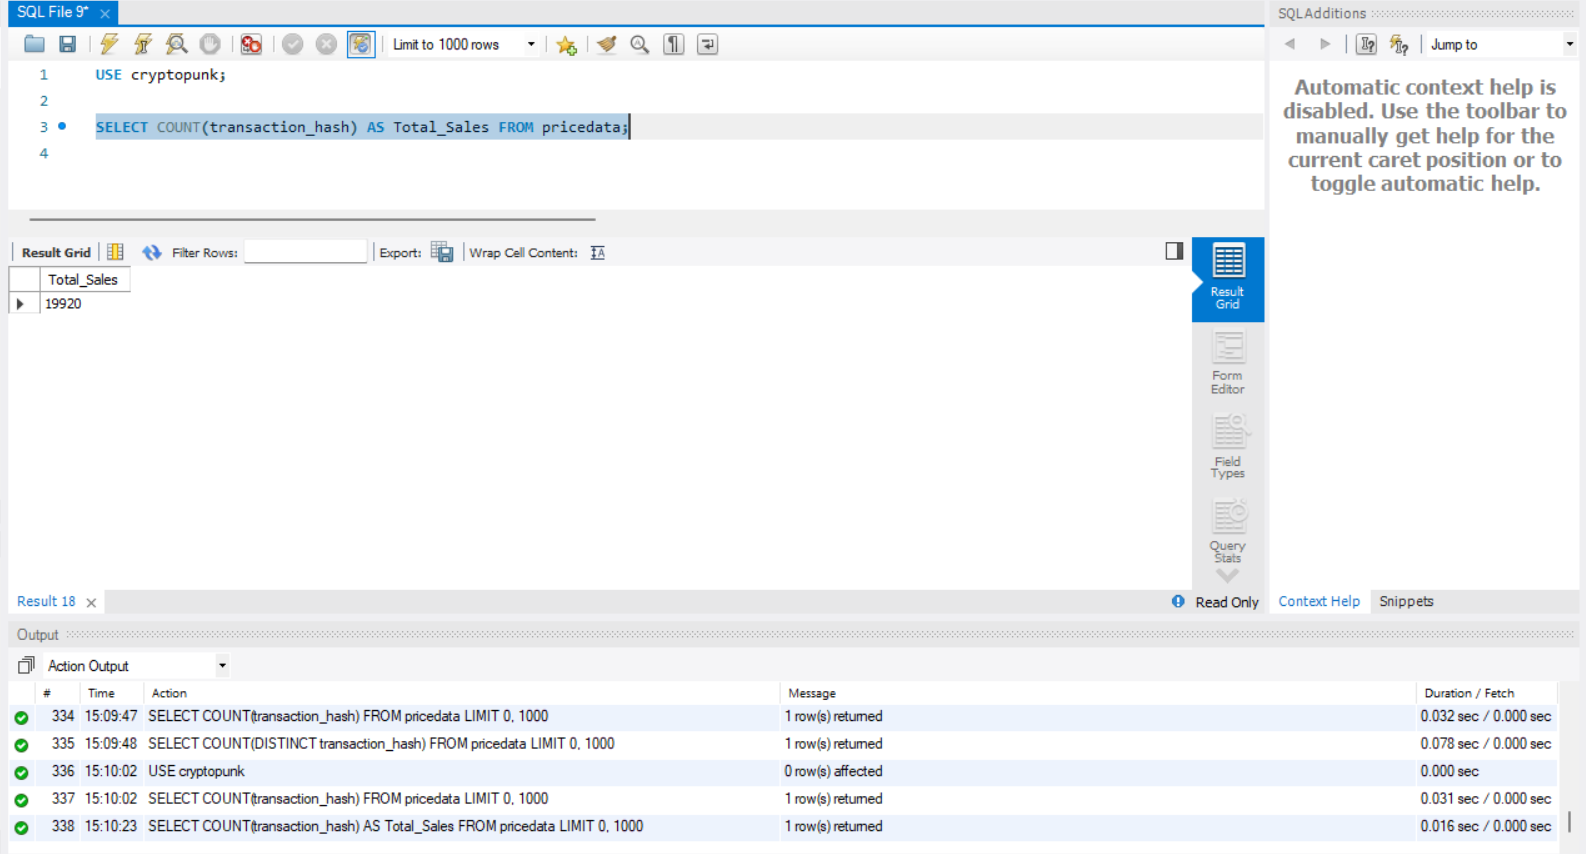 SQL File 9*
Limit to 1000 rows
1 USE cryptopunk;
2
3 SELECT COUNT(transaction_hash) AS Total_Sales FROM pricedata;
4
Result Grid Filter Rows: Export: Wrap Cell Content:
Total_Sales
19920
Result
Grid
Form
Editor
Field
Types
Query
Stats
Result 18
Read Only
SQLAdditions
Jump to
Automatic context help is
disabled. Use the toolbar to
manually get help for the
current caret position or to
toggle automatic help.
Context Help Snippets
Output
Action Output
# Time Action Message Duration / Fetch
334 15:09:47 SELECT COUNT(transaction_hash) FROM pricedata LIMIT 0, 1000 1 row(s) returned 0.032 sec / 0.000 sec
335 15:09:48 SELECT COUNT(DISTINCT transaction_hash) FROM pricedata LIMIT 0, 1000 1 row(s) returned 0.078 sec / 0.000 sec
336 15:10:02 USE cryptopunk 0 row(s) affected 0.000 sec
337 15:10:02 SELECT COUNT(transaction_hash) FROM pricedata LIMIT 0, 1000 1 row(s) returned 0.031 sec / 0.000 sec
338 15:10:23 SELECT COUNT(transaction_hash) AS Total_Sales FROM pricedata LIMIT 0, 1000 1 row(s) returned 0.016 sec / 0.000 sec